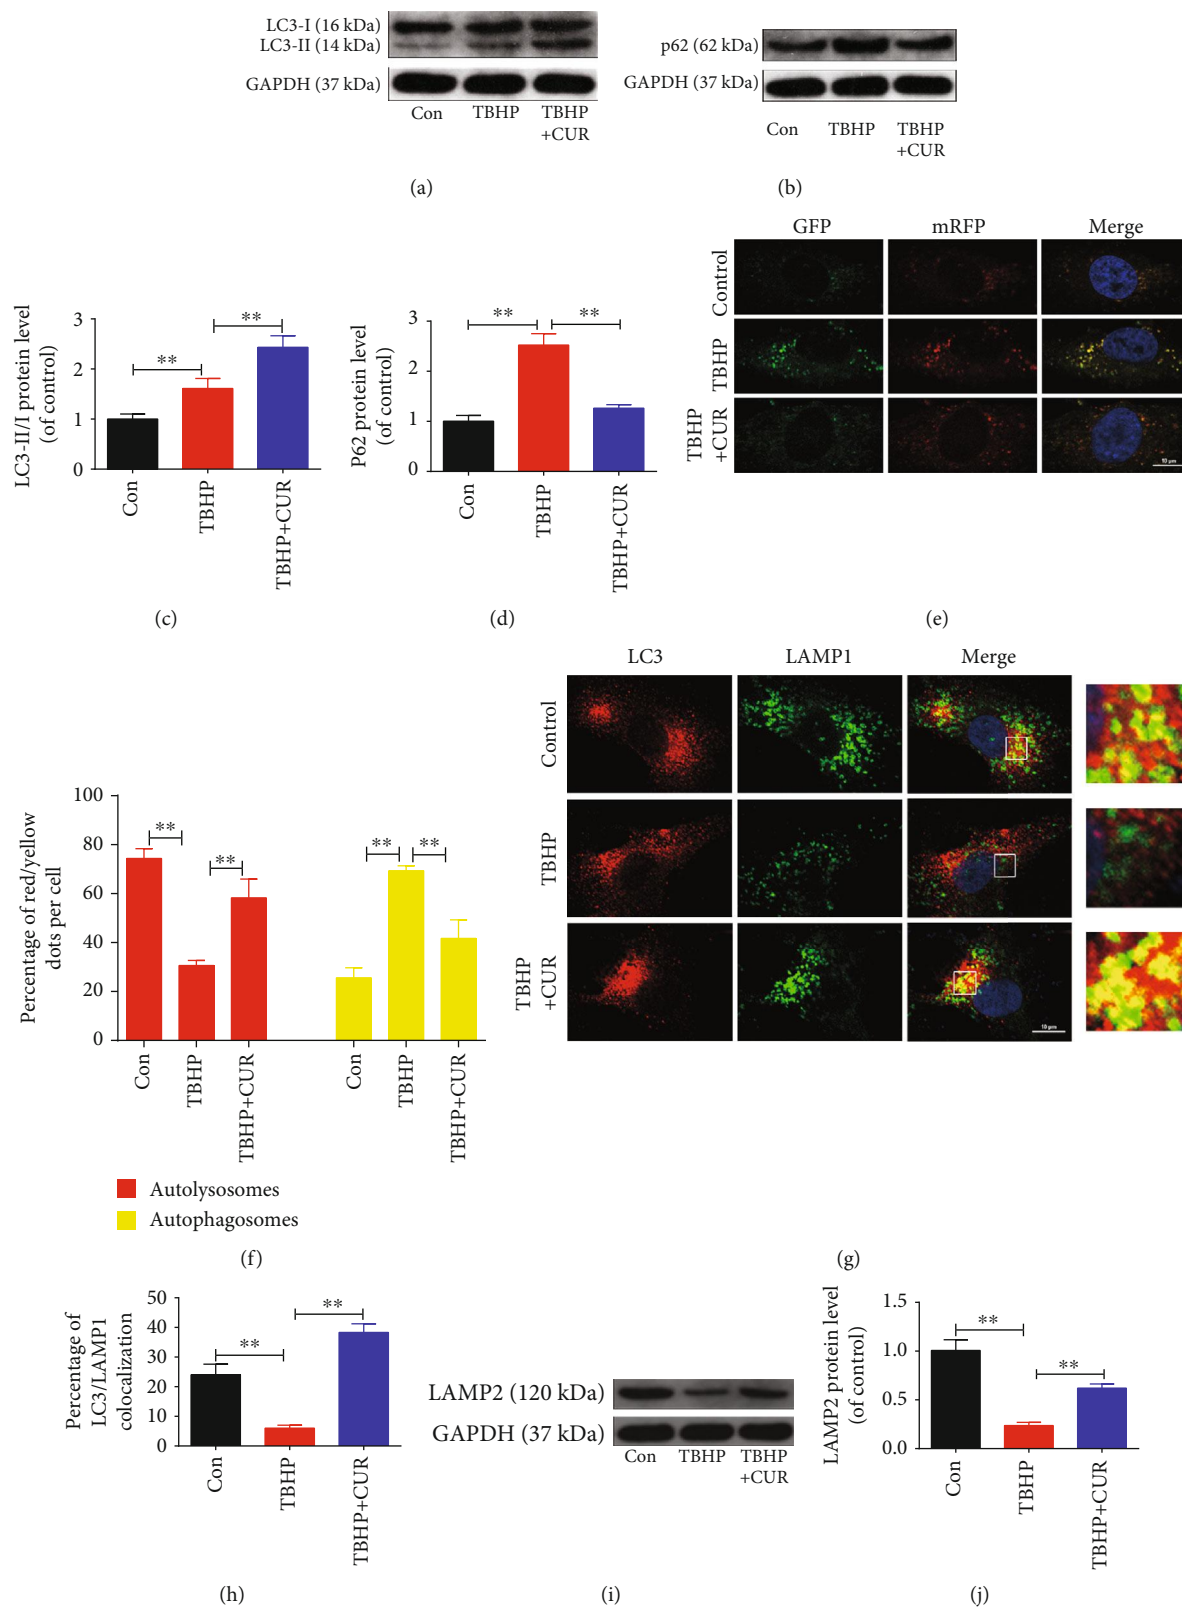 LC3-I (16 kDa)
LC3-II (14 kDa)
GAPDH (37 kDa)
Con TBHP TBHP
+CUR
(a)
p62 (62 kDa)
GAPDH (37 kDa)
Con TBHP TBHP
+CUR
(b)
LC3-II/I protein level
(of control)
3
2
1
0
**
**
Con
TBHP
TBHP+CUR
(c)
P62 protein level
(of control)
3
2
1
0
** **
Con
TBHP
TBHP+CUR
(d)
GFP mRFP Merge
Control
TBHP
TBHP
+CUR
10 μm
(e)
Percentage of red/yellow
dots per cell
100
80
60
40
20
0
** **
** **
Con
TBHP
TBHP+CUR
Con
TBHP
TBHP+CUR
Autolysosomes
Autophagosomes
(f)
LC3 LAMP1 Merge
Control
TBHP
TBHP
+CUR
10 μm
(g)
Percentage of
LC3/LAMP1
colocalization
50
40
30
20
10
0
**
**
Con
TBHP
TBHP+CUR
(h)
LAMP2 (120 kDa)
GAPDH (37 kDa)
Con TBHP TBHP
+CUR
(i)
LAMP2 protein level
(of control)
1.5
1.0
0.5
0.0
**
**
Con
TBHP
TBHP+CUR
(j)